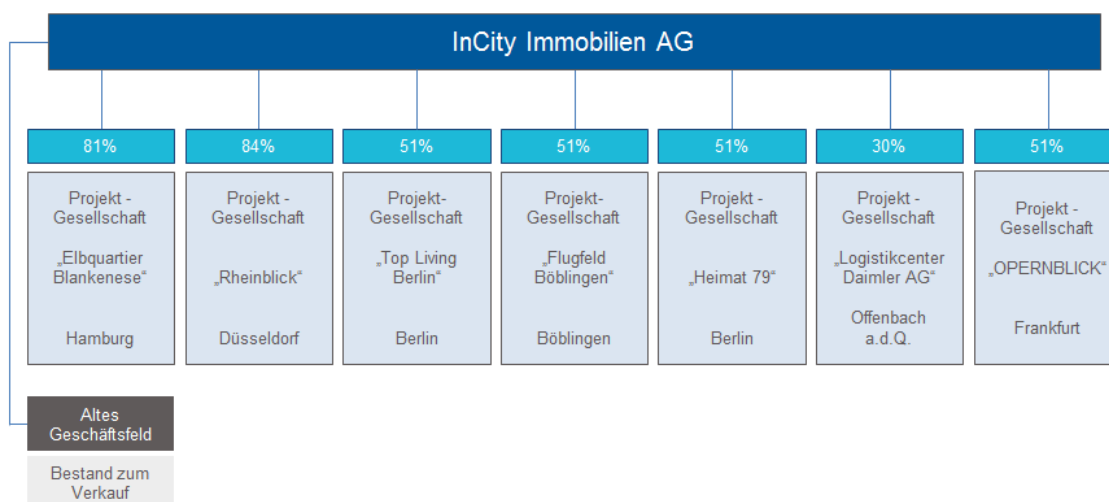 InCity Immobilien AG
81%
84%
51%
51%
51%
30%
51%
Projekt -
Gesellschaft
„Elbquartier
Blankenese“
Hamburg
Projekt -
Gesellschaft
„Rheinblick“
Düsseldorf
Projekt-
Gesellschaft
„Top Living
Berlin“
Berlin
Projekt-
Gesellschaft
„Flugfeld
Böblingen“
Böblingen
Projekt -
Gesellschaft
„Heimat 79“
Berlin
Projekt -
Gesellschaft
„Logistikcenter
Daimler AG“
Offenbach
a.d.Q.
Projekt -
Gesellschaft
„OPERNBLICK“
Frankfurt
Altes
Geschäftsfeld
Bestand zum
Verkauf